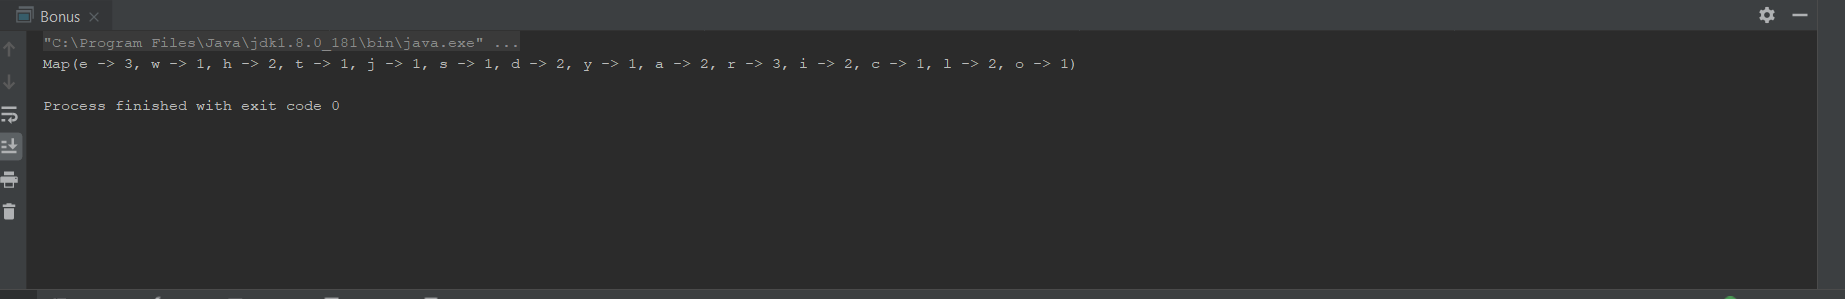 Bonus
"C:\Program Files\Java\jdk1.8.0_181\bin\java.exe" ...
Map(e -> 3, w -> 1, h -> 2, t -> 1, j -> 1, s -> 1, d -> 2, y -> 1, a -> 2, r -> 3, i -> 2, c -> 1, l -> 2, o -> 1)
Process finished with exit code 0